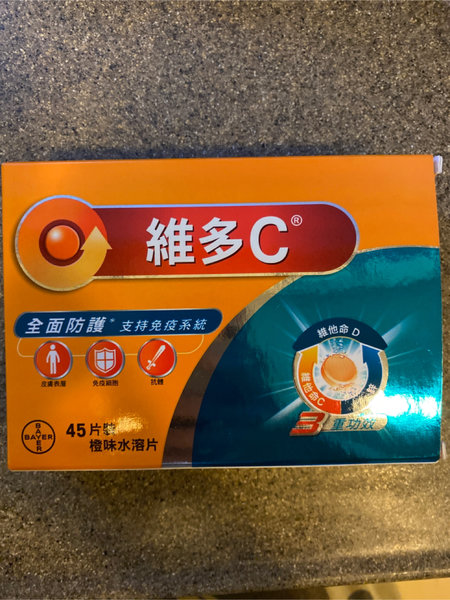 維多C®
全面防護* 支持免疫系統
皮膚表層 免疫細胞 抗體
維他命 D
維他命C
3重功效
BAYER
BAYER
45片裝
橙味水溶片